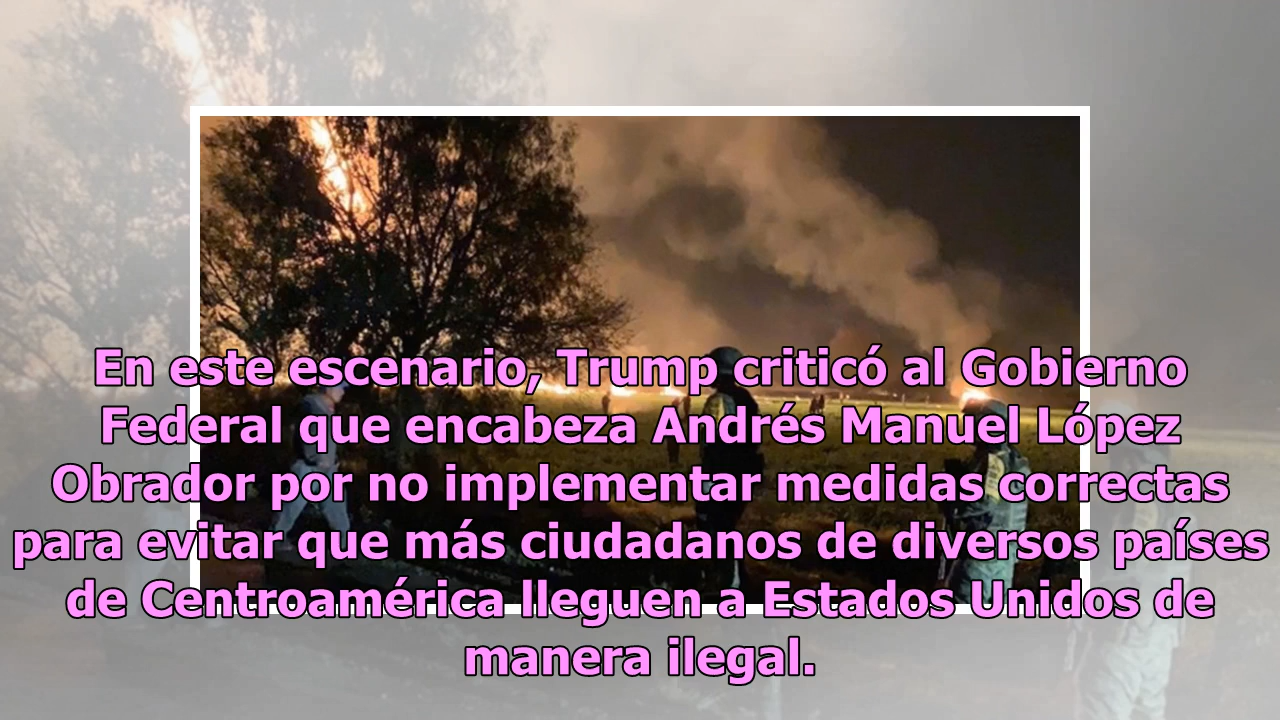 En este escenario, Trump criticó al Gobierno
Federal que encabeza Andrés Manuel López
Obrador por no implementar medidas correctas
para evitar que más ciudadanos de diversos países
de Centroamérica lleguen a Estados Unidos de
manera ilegal.